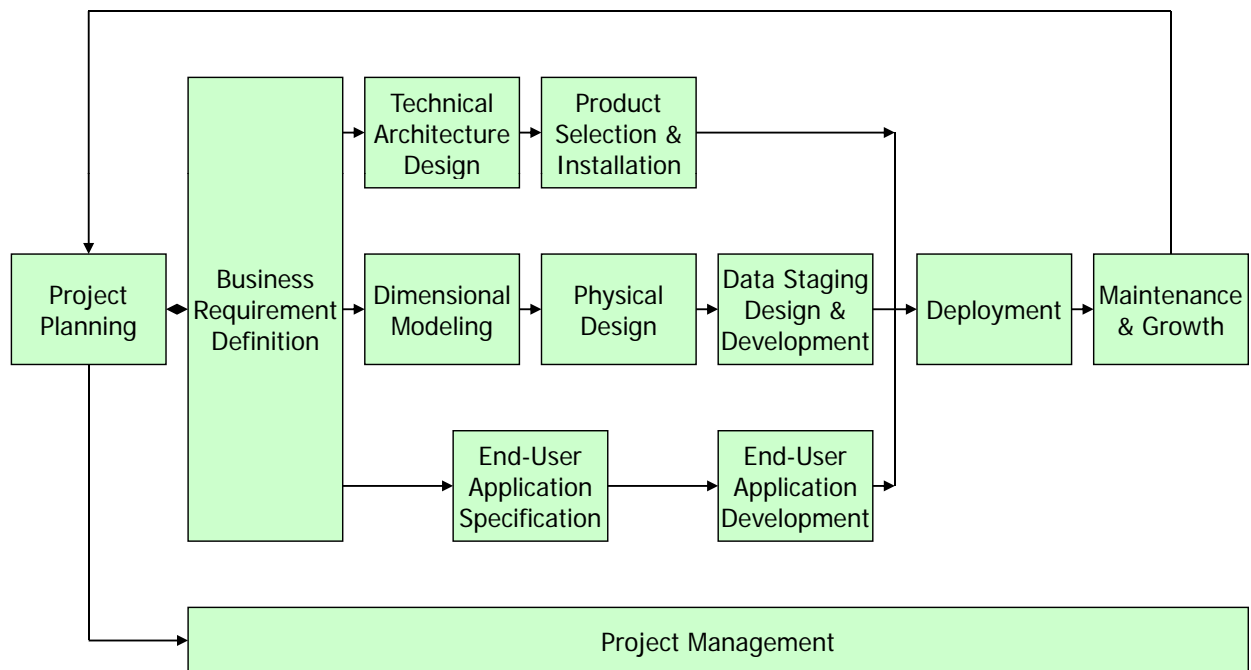 Technical
Architecture
Design
Product
Selection &
Installation
Project
Planning
Business
Requirement
Definition
Dimensional
Modeling
Physical
Design
Data Staging
Design &
Development
Deployment
Maintenance
& Growth
End-User
Application
Specification
End-User
Application
Development
Project Management